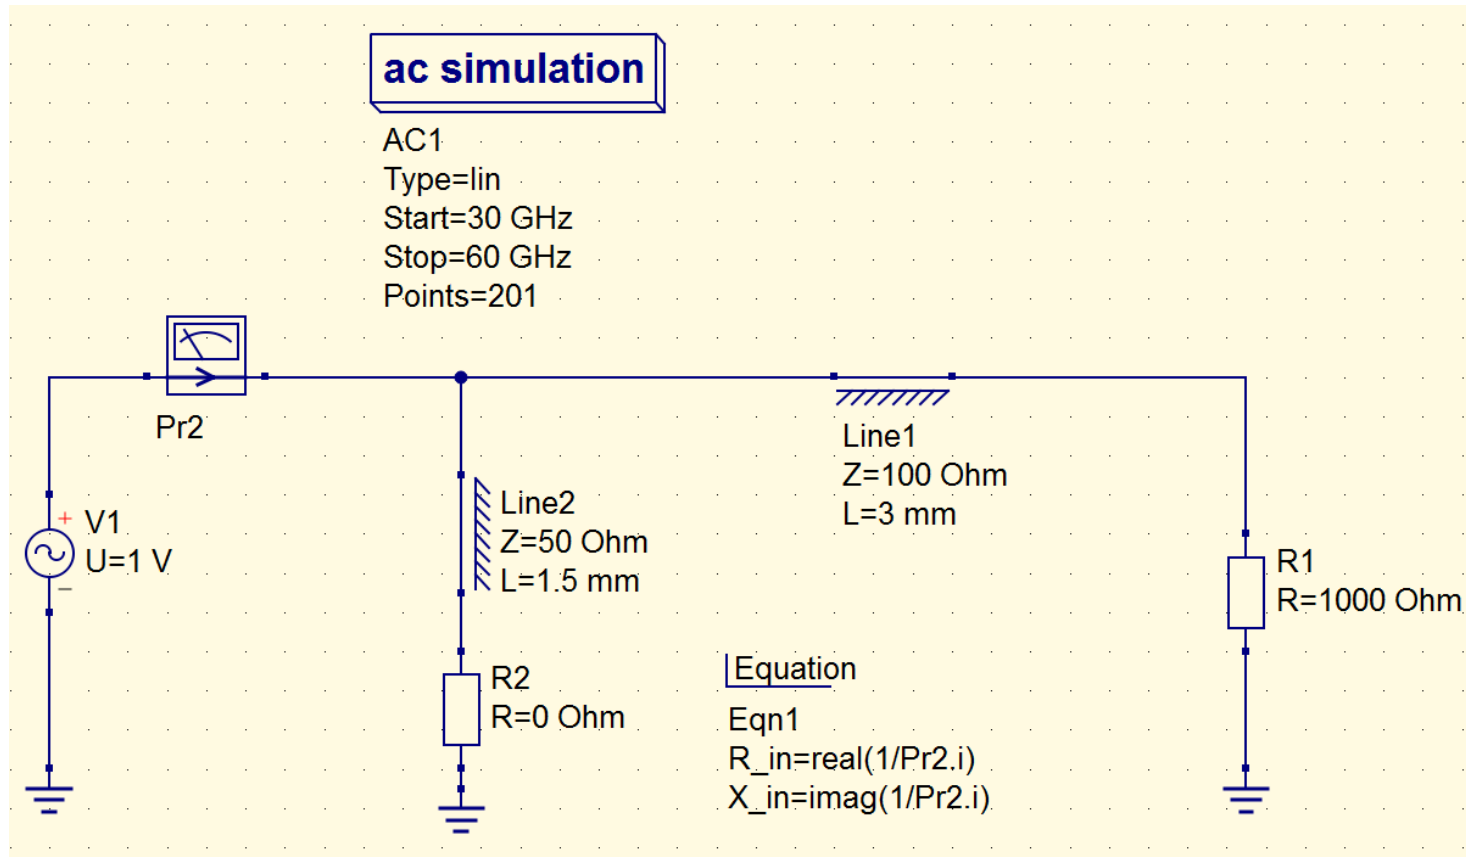 ac simulation
AC1
Type=lin
Start=30 GHz
Stop=60 GHz
Points=201
Pr2
Line1
Z=100 Ohm
L=3 mm
+
V1
U=1 V
–
Line2
Z=50 Ohm
L=1.5 mm
R1
R=1000 Ohm
R2
R=0 Ohm
Equation
Eqn1
R_in=real(1/Pr2.i)
X_in=imag(1/Pr2.i)